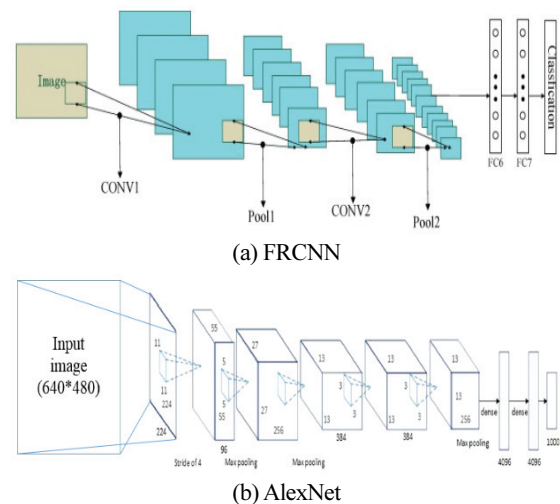 Image
CONV1
Pool1
CONV2
Pool2
FC6
FC7
Classfication
(a) FRCNN
Input
image
(640*480)
11
11
224
224
Stride of 4
55
5
5
55
96
Max pooling
27
27
256
Max pooling
13
3
3
13
384
13
3
3
13
384
13
13
256
Max pooling
dense
4096
dense
4096
1000
(b) AlexNet